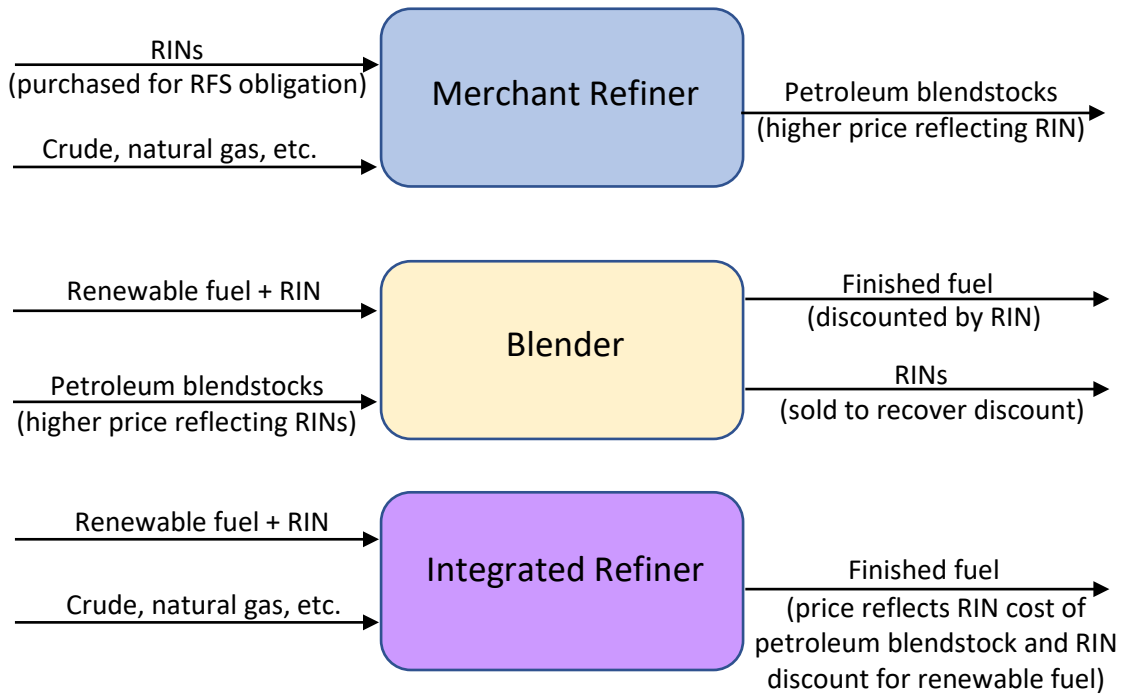 RINs
(purchased for RFS obligation)
Crude, natural gas, etc.
Merchant Refiner
Petroleum blendstocks
(higher price reflecting RIN)
Renewable fuel + RIN
Petroleum blendstocks
(higher price reflecting RINs)
Blender
Finished fuel
(discounted by RIN)
RINs
(sold to recover discount)
Renewable fuel + RIN
Crude, natural gas, etc.
Integrated Refiner
Finished fuel
(price reflects RIN cost of
petroleum blendstock and RIN
discount for renewable fuel)